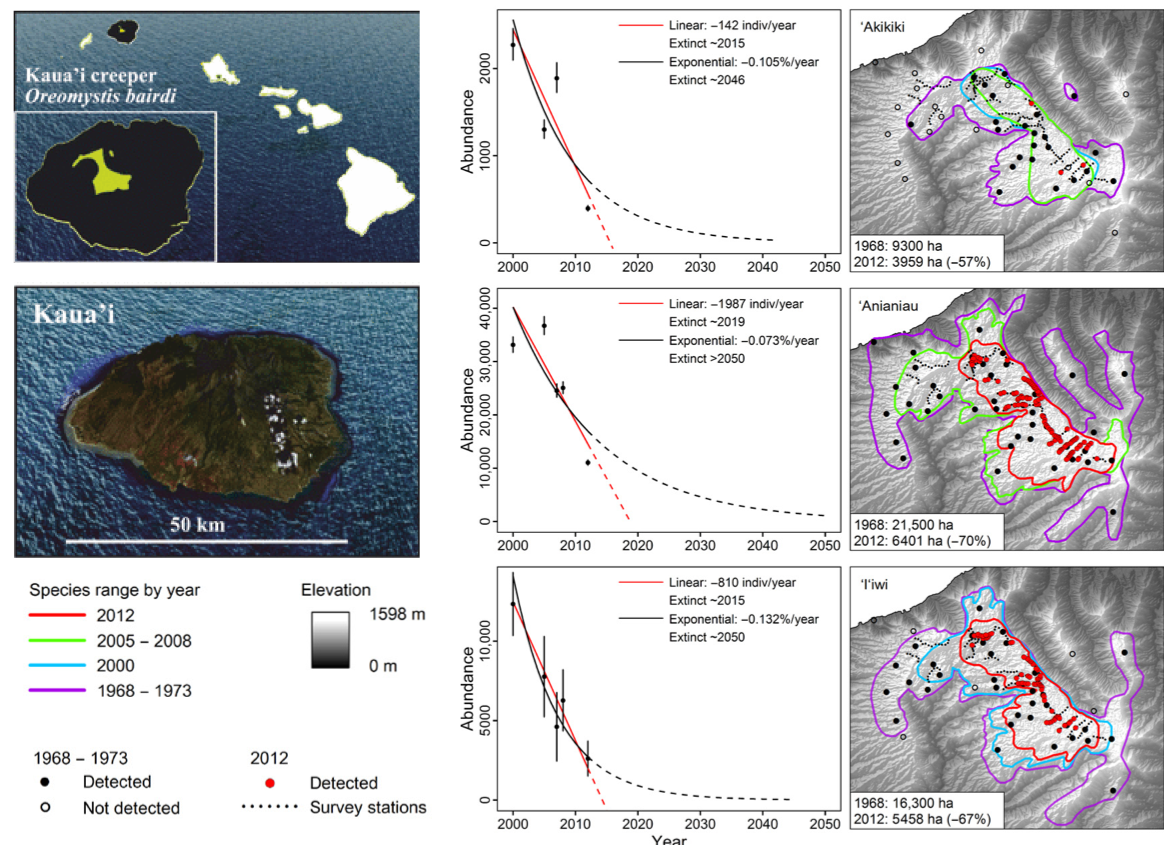 Kaua'i creeper
Oreomystis bairdi
Kaua'i
50 km
Species range by year
2012
2005 – 2008
2000
1968 – 1973
Elevation
1598 m
0 m
1968 – 1973
Detected
Not detected
2012
Detected
Survey stations
Abundance
2000
1000
0
2000
2010
2020
2030
2040
2050
Linear: –142 indiv/year
Extinct ~2015
Exponential: –0.105%/year
Extinct ~2046
'Akikiki
1968: 9300 ha
2012: 3959 ha (–57%)
Abundance
40,000
30,000
20,000
10,000
0
2000
2010
2020
2030
2040
2050
Linear: –1987 indiv/year
Extinct ~2019
Exponential: –0.073%/year
Extinct >2050
'Anianiau
1968: 21,500 ha
2012: 6401 ha (–70%)
Abundance
10,000
5000
0
2000
2010
2020
2030
2040
2050
Year
Linear: –810 indiv/year
Extinct ~2015
Exponential: –0.132%/year
Extinct ~2050
'I'iwi
1968: 16,300 ha
2012: 5458 ha (–67%)